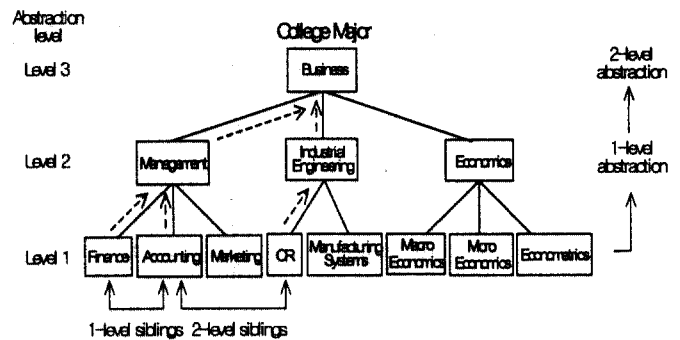 Abstraction
level
College Major
Level 3
Business
2-level
abstraction
Level 2
Management
Industrial
Engineering
Economics
1-level
abstraction
Level 1
Finance
Accounting
Marketing
OR
Manufacturing
Systems
Macro
Economics
Micro
Economics
Econometrics
1-level siblings
2-level siblings